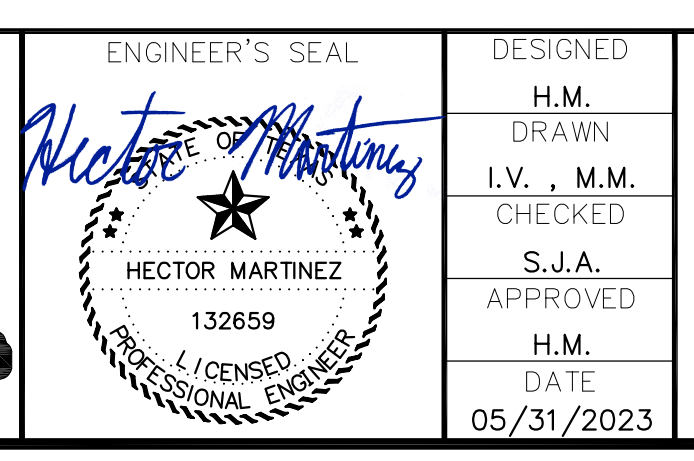 ENGINEER'S SEAL
Hector Martinez
STATE OF TEXAS
HECTOR MARTINEZ
132659
LICENSED
PROFESSIONAL ENGINEER
DESIGNED
H.M.
DRAWN
I.V. , M.M.
CHECKED
S.J.A.
APPROVED
H.M.
DATE
05/31/2023